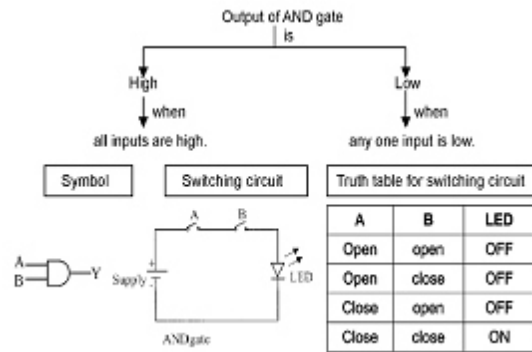 Output of AND gate
is
High
Low
when
when
all inputs are high.
any one input is low.
Symbol
Switching circuit
Truth table for switching circuit
A
B
A
B
Y
+
Supply
LED
ANDgate
A B LED
Open open OFF
Open close OFF
Close open OFF
Close close ON